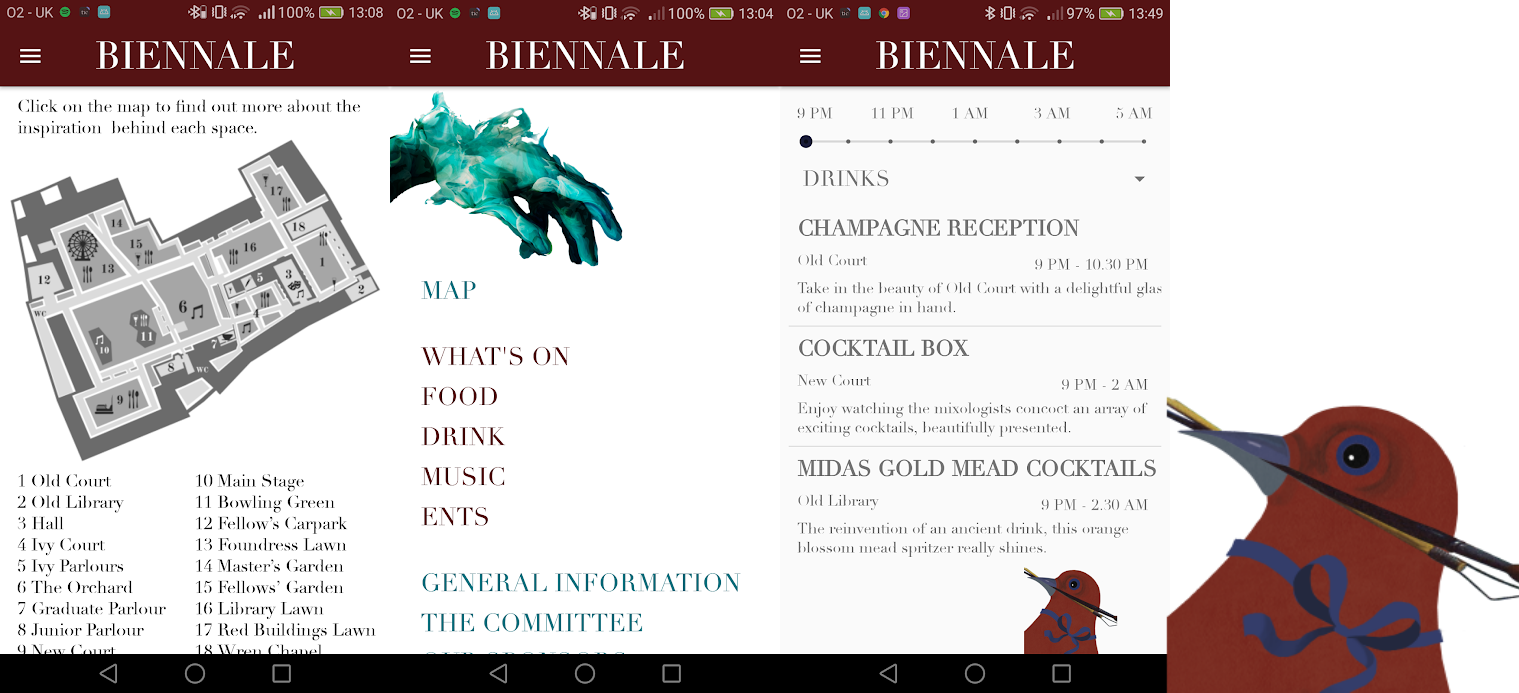 O2 - UK 100% 13:08
BIENNALE
Click on the map to find out more about the
inspiration behind each space.
17
14
18
15
16
13
1
12
5
3
2
WC
6
4
11
10
7
8
WC
9
1 Old Court
2 Old Library
3 Hall
4 Ivy Court
5 Ivy Parlours
6 The Orchard
7 Graduate Parlour
8 Junior Parlour
9 New Court
10 Main Stage
11 Bowling Green
12 Fellow's Carpark
13 Foundress Lawn
14 Master's Garden
15 Fellows' Garden
16 Library Lawn
17 Red Buildings Lawn
18 Wren Chapel
O2 - UK 100% 13:04
BIENNALE
MAP
WHAT'S ON
FOOD
DRINK
MUSIC
ENTS
GENERAL INFORMATION
THE COMMITTEE
OUR SPONSORS
O2 - UK 97% 13:49
BIENNALE
9 PM 11 PM 1 AM 3 AM 5 AM
DRINKS
CHAMPAGNE RECEPTION
Old Court 9 PM - 10.30 PM
Take in the beauty of Old Court with a delightful glas
of champagne in hand.
COCKTAIL BOX
New Court 9 PM - 2 AM
Enjoy watching the mixologists concoct an array of
exciting cocktails, beautifully presented.
MIDAS GOLD MEAD COCKTAILS
Old Library 9 PM - 2.30 AM
The reinvention of an ancient drink, this orange
blossom mead spritzer really shines.